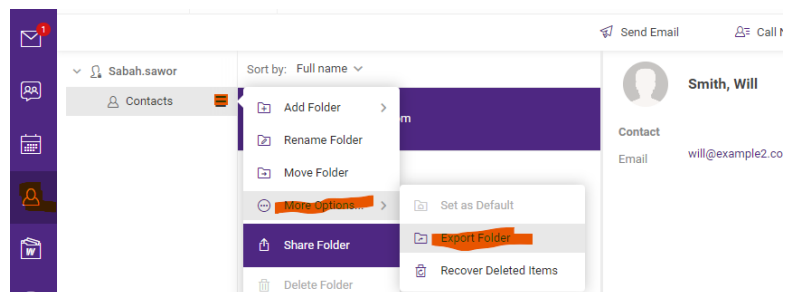 1
Send Email
Call
Sabah.sawor
Sort by: Full name
Contacts
Add Folder
om
Smith, Will
Rename Folder
Contact
Move Folder
Email will@example2.co
More Options...
Set as Default
Share Folder
Export Folder
Recover Deleted Items
Delete Folder
W